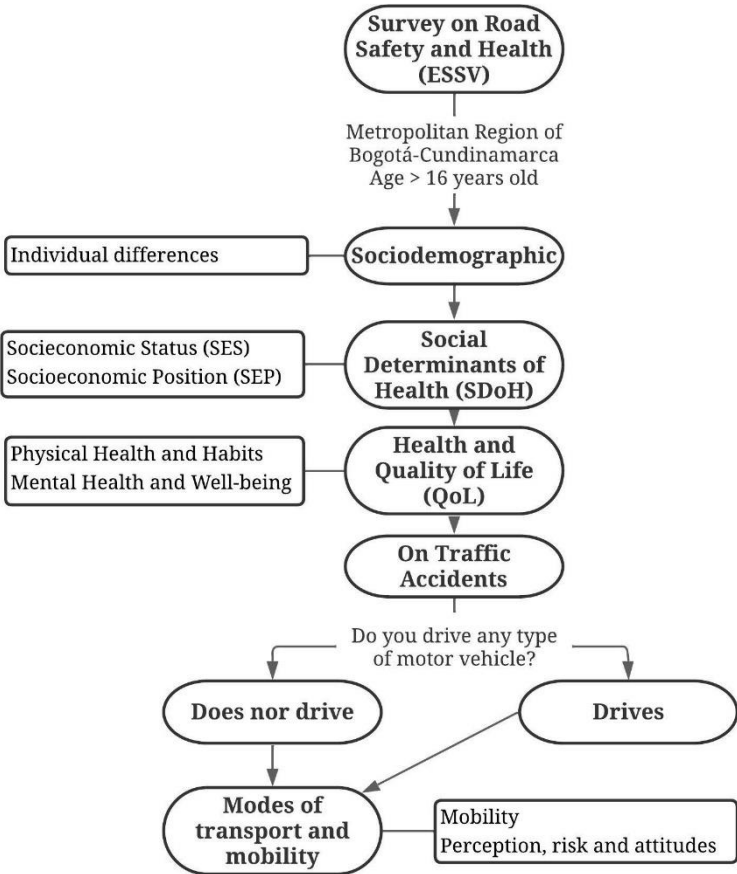 Survey on Road
Safety and Health
(ESSV)
Metropolitan Region of
Bogotá-Cundinamarca
Age > 16 years old
Individual differences
Sociodemographic
Socieconomic Status (SES)
Socioeconomic Position (SEP)
Social
Determinants of
Health (SDoH)
Physical Health and Habits
Mental Health and Well-being
Health and
Quality of Life
(QoL)
On Traffic
Accidents
Do you drive any type
of motor vehicle?
Does nor drive
Drives
Modes of
transport and
mobility
Mobility
Perception, risk and attitudes